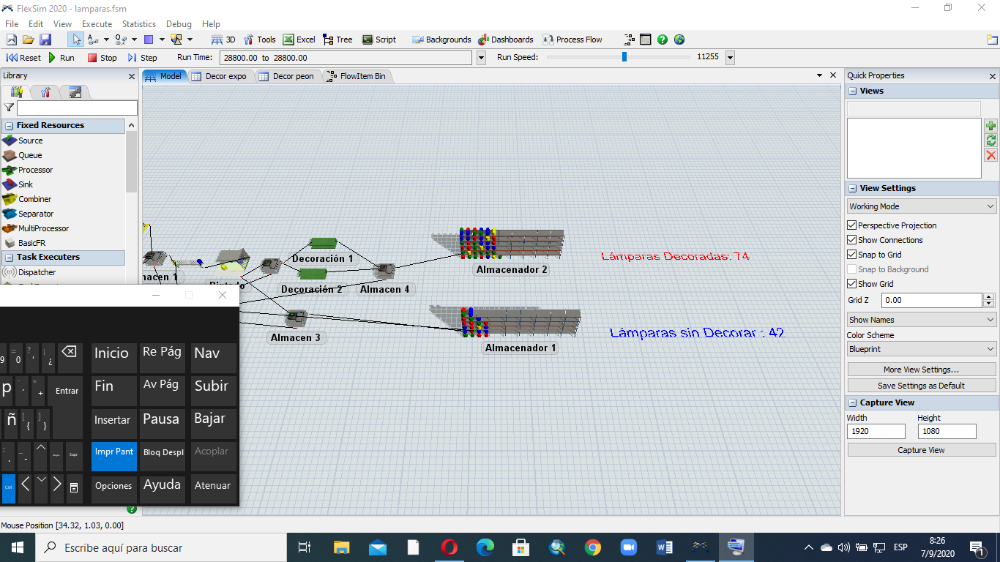 FlexSim 2020 - lamparas.fsm
File Edit View Execute Statistics Debug Help
3D Tools Excel Tree Script Backgrounds Dashboards Process Flow
Reset Run Stop Step Run Time: 28800.00 to 28800.00 Run Speed: 11255
Library
Model Decor expo Decor peon FlowItem Bin
Fixed Resources
Source
Queue
Processor
Sink
Combiner
Separator
MultiProcessor
BasicFR
Task Executers
Dispatcher
macen 1
Decoración 1
Decoración 2
Almacen 4
Almacen 3
Almacenador 2
Almacenador 1
Lámparas Decoradas: 74
Lámparas sin Decorar : 42
Quick Properties
Views
View Settings
Working Mode
Perspective Projection
Show Connections
Snap to Grid
Snap to Background
Show Grid
Grid Z 0.00
Show Names
Color Scheme
Blueprint
More View Settings...
Save Settings as Default
Capture View
Width Height
1920 1080
Capture View
9 = 0 ? ' ¡ ¿ Inicio Re Pág Nav
p ¨ ´ * + Entrar Fin Av Pág Subir
ñ [ { ] } Insertar Pausa Bajar
: . _ - Supr Impr Pant Bloq Despl Acoplar
Ctrl Opciones Ayuda Atenuar
Mouse Position [34.32, 1.03, 0.00]
Escribe aquí para buscar
ESP
8:26
7/9/2020
1